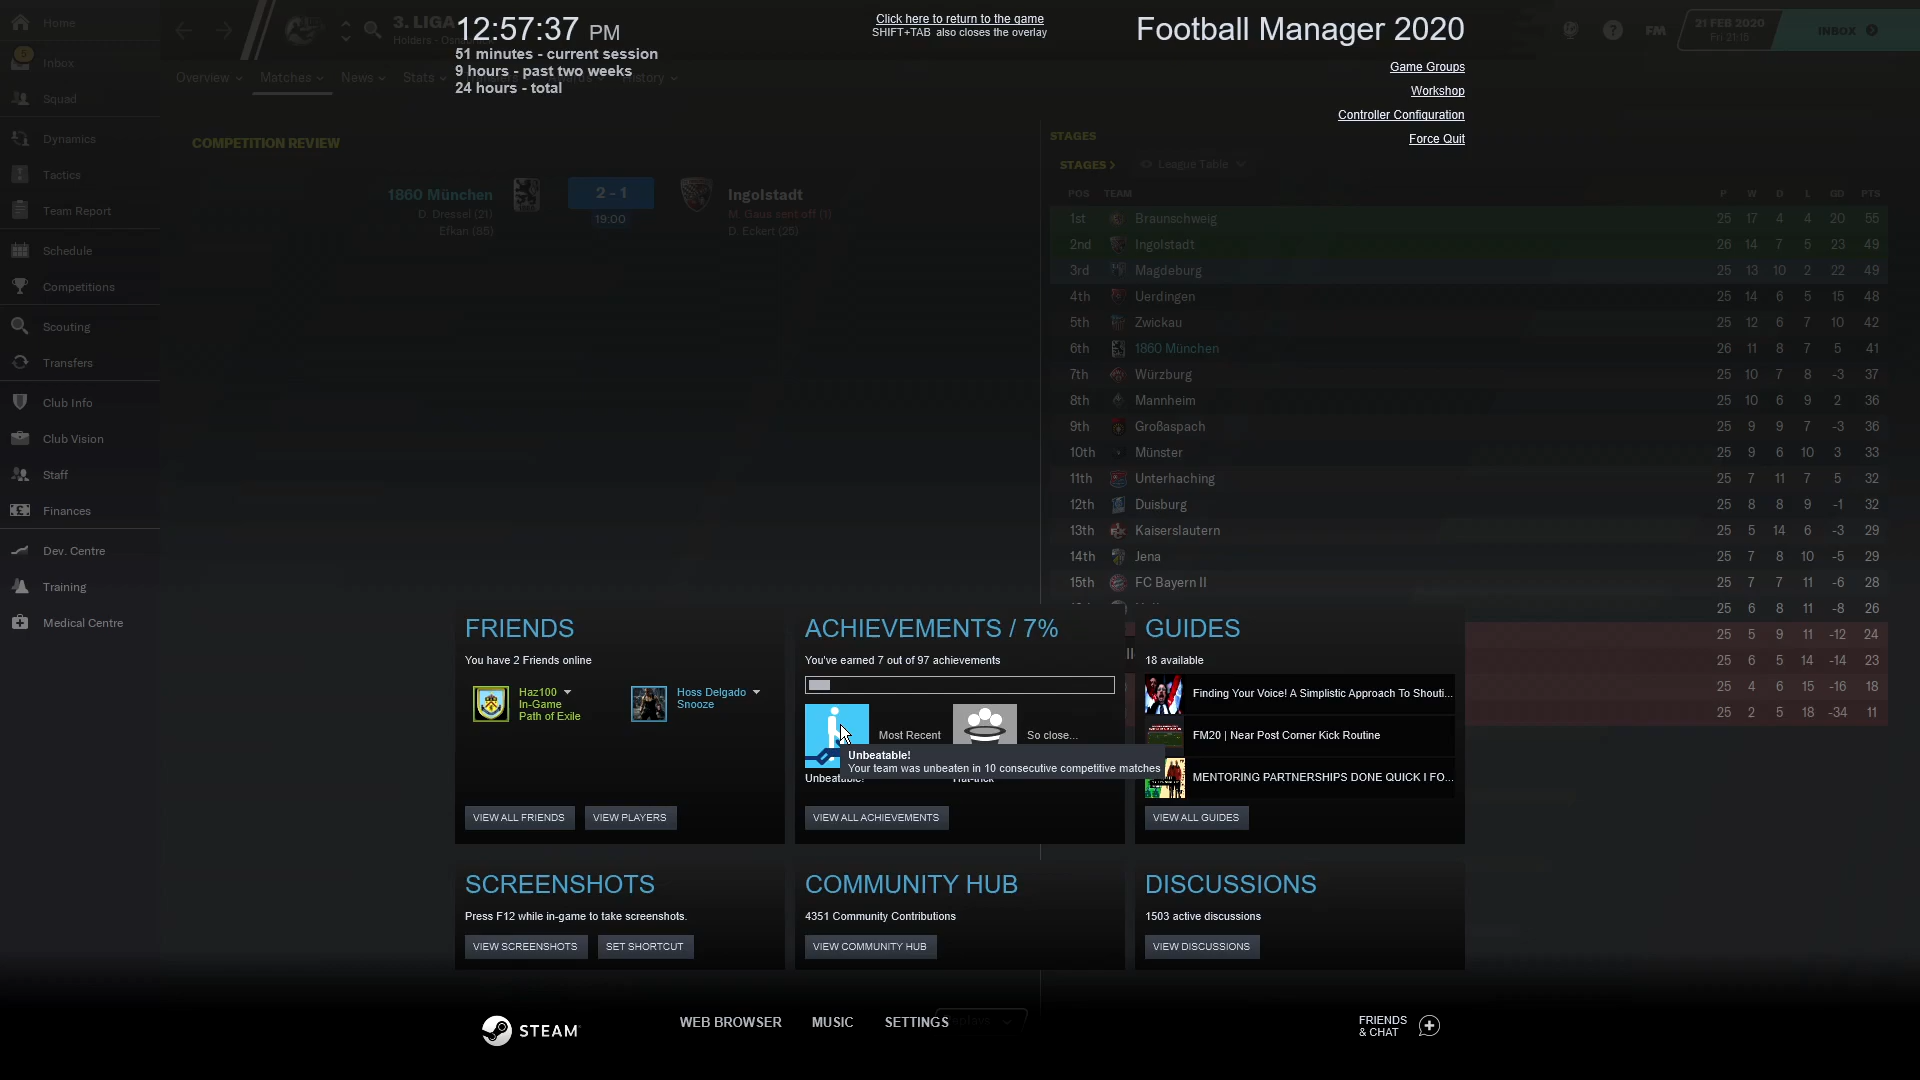 12:57:37 PM
51 minutes - current session
9 hours - past two weeks
24 hours - total
Click here to return to the game
SHIFT+TAB also closes the overlay
Football Manager 2020
Game Groups
Workshop
Controller Configuration
Force Quit
3. LIGA
21 FEB 2020
Fri 21:15
FM
INBOX
Overview
Matches
News
Stats
History
Home
Inbox
Squad
Dynamics
Tactics
Team Report
Schedule
Competitions
Scouting
Transfers
Club Info
Club Vision
Staff
Finances
Dev. Centre
Training
Medical Centre
COMPETITION REVIEW
1860 München 2 - 1 Ingolstadt
D. Dressel (21) 19:00 M. Gaus sent off (1)
Efkan (85) D. Eckert (25)
STAGES
STAGES > League Table
POS TEAM P W D L GD PTS
1st Braunschweig 25 17 4 4 20 55
2nd Ingolstadt 26 14 7 5 23 49
3rd Magdeburg 25 13 10 2 22 49
4th Uerdingen 25 14 6 5 15 48
5th Zwickau 25 12 6 7 10 42
6th 1860 München 26 11 8 7 5 41
7th Würzburg 25 10 7 8 -3 37
8th Mannheim 25 10 6 9 2 36
9th Großaspach 25 9 9 7 -3 36
10th Münster 25 9 6 10 3 33
11th Unterhaching 25 7 11 7 5 32
12th Duisburg 25 8 8 9 -1 32
13th Kaiserslautern 25 5 14 6 -3 29
14th Jena 25 7 8 10 -5 29
15th FC Bayern II 25 7 7 11 -6 28
25 6 8 11 -8 26
25 5 9 11 -12 24
25 6 5 14 -14 23
25 4 6 15 -16 18
25 2 5 18 -34 11
FRIENDS
You have 2 Friends online
Haz100
In-Game
Path of Exile
Hoss Delgado
Snooze
VIEW ALL FRIENDS
VIEW PLAYERS
ACHIEVEMENTS / 7%
You've earned 7 out of 97 achievements
Most Recent
So close...
Unbeatable!
Your team was unbeaten in 10 consecutive competitive matches
Unbeatable!
Hat-trick
VIEW ALL ACHIEVEMENTS
GUIDES
18 available
Finding Your Voice! A Simplistic Approach To Shouti...
FM20 | Near Post Corner Kick Routine
MENTORING PARTNERSHIPS DONE QUICK I FO...
VIEW ALL GUIDES
SCREENSHOTS
Press F12 while in-game to take screenshots.
VIEW SCREENSHOTS
SET SHORTCUT
COMMUNITY HUB
4351 Community Contributions
VIEW COMMUNITY HUB
DISCUSSIONS
1503 active discussions
VIEW DISCUSSIONS
STEAM
WEB BROWSER
MUSIC
SETTINGS
FRIENDS
& CHAT